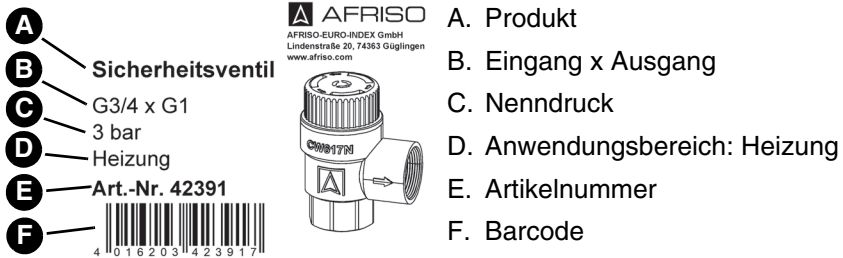 A
B
C
D
E
F
Sicherheitsventil
G3/4 x G1
3 bar
Heizung
Art.-Nr. 42391
4 016203 423917
AFRISO
AFRISO-EURO-INDEX GmbH
Lindenstraße 20, 74363 Güglingen
www.afriso.com
CW617N
A. Produkt
B. Eingang x Ausgang
C. Nenndruck
D. Anwendungsbereich: Heizung
E. Artikelnummer
F. Barcode